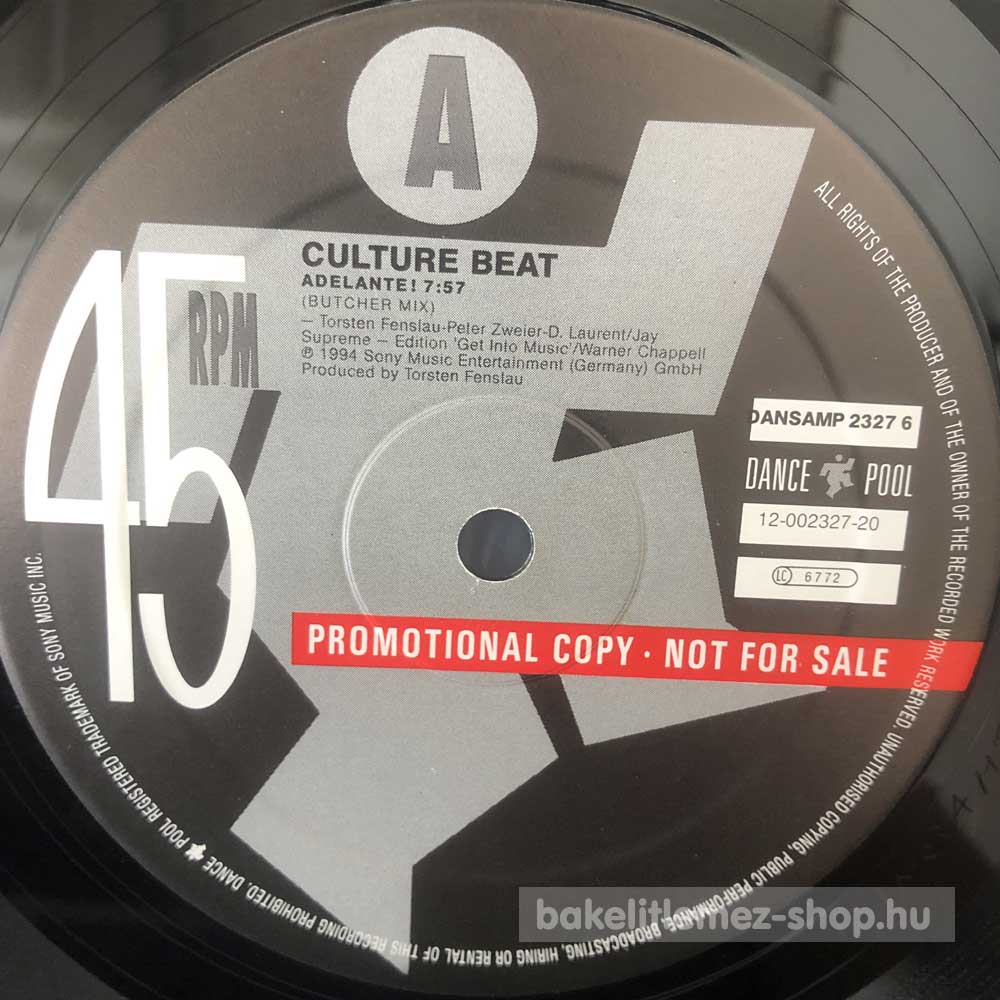 A
45
RPM
CULTURE BEAT
ADELANTE! 7:57
(BUTCHER MIX)
– Torsten Fenslau-Peter Zweier-D. Laurent/Jay
Supreme – Edition 'Get Into Music'/Warner Chappell
℗ 1994 Sony Music Entertainment (Germany) GmbH
Produced by Torsten Fenslau
DANSAMP 2327 6
DANCE POOL
12-002327-20
LC 6772
PROMOTIONAL COPY · NOT FOR SALE
ALL RIGHTS OF THE PRODUCER AND OF THE OWNER OF THE RECORDED WORK RESERVED. UNAUTHORISED COPYING, PUBLIC PERFORMANCE, BROADCASTING, HIRING OR RENTAL OF THIS RECORDING PROHIBITED. DANCE POOL REGISTERED TRADEMARK OF SONY MUSIC INC.
bakelitlemez-shop.hu